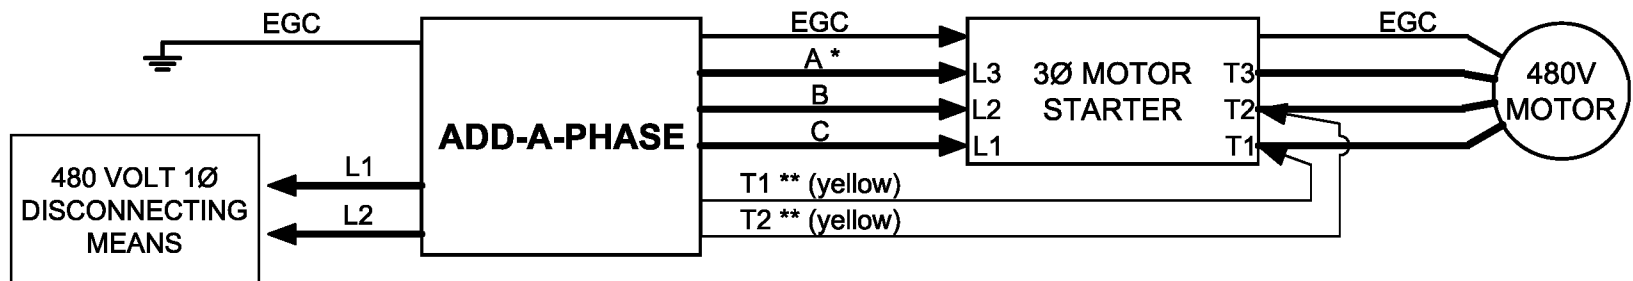 EGC
EGC
EGC
A *
L3
3Ø MOTOR
STARTER
T3
480V
MOTOR
B
L2
T2
ADD-A-PHASE
C
L1
T1
480 VOLT 1Ø
DISCONNECTING
MEANS
L1
L2
T1 ** (yellow)
T2 ** (yellow)